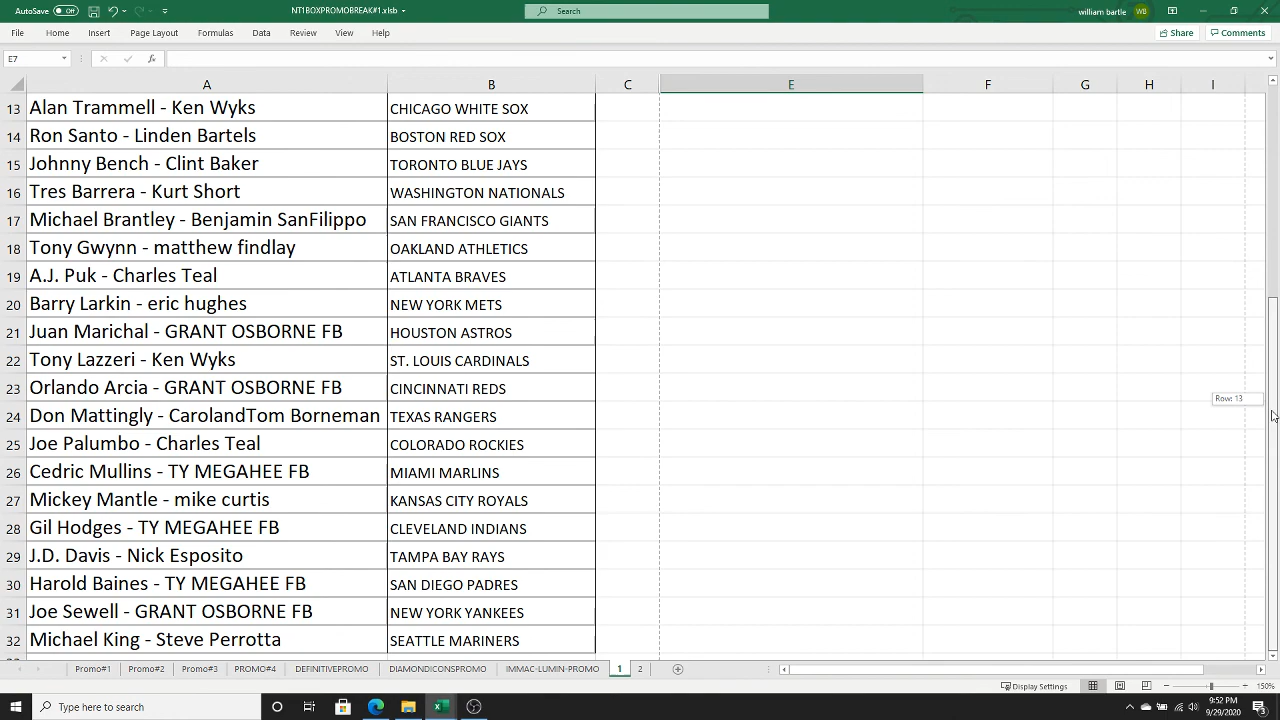 AutoSave Off NT1BOXPROMOBREAK#1.xlsb Search william bartle WB
File Home Insert Page Layout Formulas Data Review View Help Share Comments
E7 fx
A B C E F G H I
13 Alan Trammell - Ken Wyks CHICAGO WHITE SOX
14 Ron Santo - Linden Bartels BOSTON RED SOX
15 Johnny Bench - Clint Baker TORONTO BLUE JAYS
16 Tres Barrera - Kurt Short WASHINGTON NATIONALS
17 Michael Brantley - Benjamin SanFilippo SAN FRANCISCO GIANTS
18 Tony Gwynn - matthew findlay OAKLAND ATHLETICS
19 A.J. Puk - Charles Teal ATLANTA BRAVES
20 Barry Larkin - eric hughes NEW YORK METS
21 Juan Marichal - GRANT OSBORNE FB HOUSTON ASTROS
22 Tony Lazzeri - Ken Wyks ST. LOUIS CARDINALS
23 Orlando Arcia - GRANT OSBORNE FB CINCINNATI REDS
Row: 13
24 Don Mattingly - CarolandTom Borneman TEXAS RANGERS
25 Joe Palumbo - Charles Teal COLORADO ROCKIES
26 Cedric Mullins - TY MEGAHEE FB MIAMI MARLINS
27 Mickey Mantle - mike curtis KANSAS CITY ROYALS
28 Gil Hodges - TY MEGAHEE FB CLEVELAND INDIANS
29 J.D. Davis - Nick Esposito TAMPA BAY RAYS
30 Harold Baines - TY MEGAHEE FB SAN DIEGO PADRES
31 Joe Sewell - GRANT OSBORNE FB NEW YORK YANKEES
32 Michael King - Steve Perrotta SEATTLE MARINERS
Promo#1 Promo#2 Promo#3 PROMO#4 DEFINITIVEPROMO DIAMONDICONSPROMO IMMAC-LUMIN-PROMO 1 2
Display Settings 150%
Type here to search 9:52 PM
9/29/2020 3